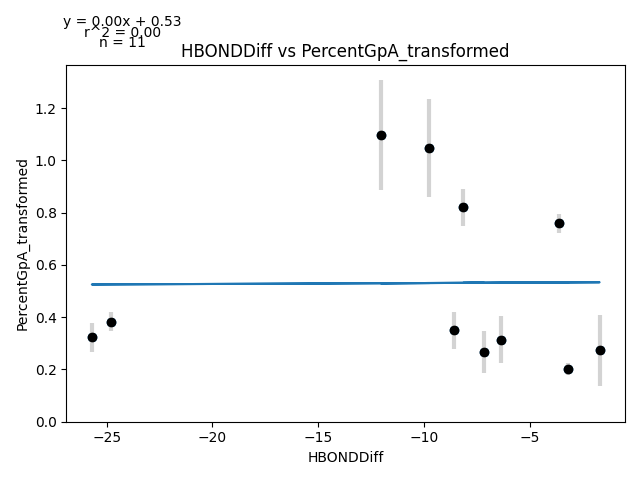 y = 0.00x + 0.53
r^2 = 0.00
n = 11
HBONDDiff vs PercentGpA_transformed
PercentGpA_transformed
1.2
1.0
0.8
0.6
0.4
0.2
0.0
−25
−20
−15
−10
−5
HBONDDiff